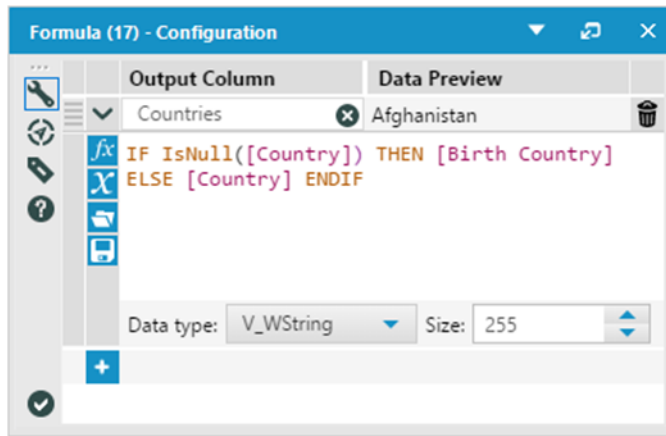 Formula (17) - Configuration
Output Column Data Preview
Countries Afghanistan
fx IF IsNull([Country]) THEN [Birth Country]
X ELSE [Country] ENDIF
Data type: V_WString Size: 255